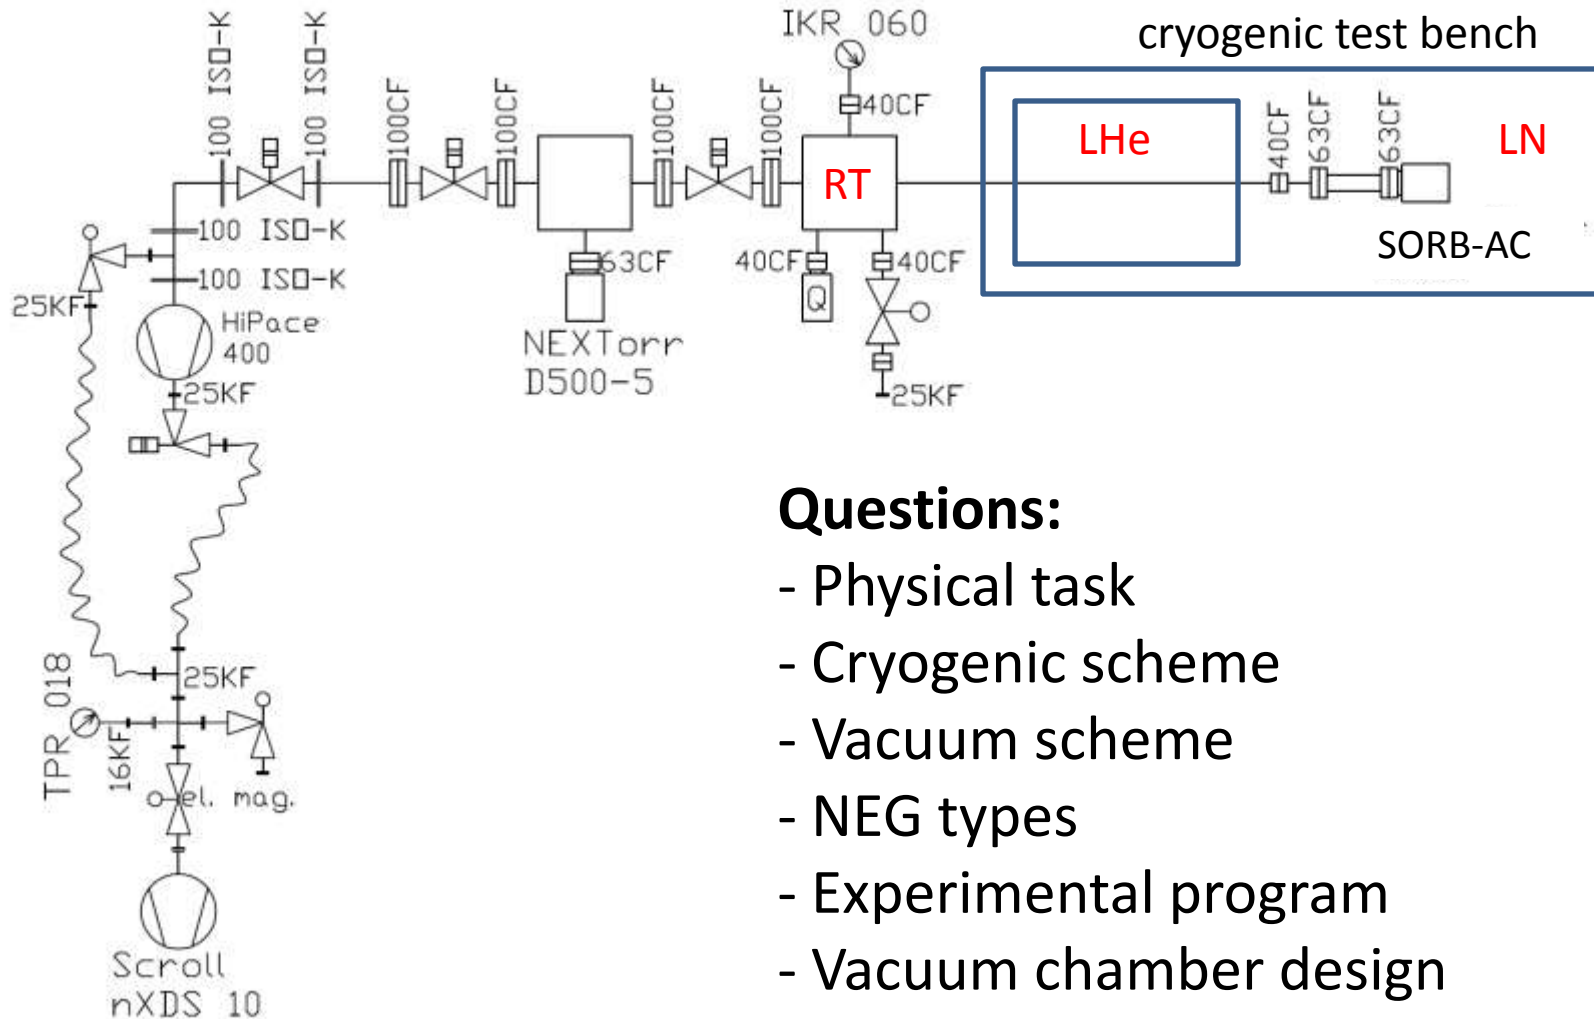 IKR 060
cryogenic test bench
100 ISO-K
100 ISO-K
100CF
100CF
100CF
100CF
40CF
LHe
40CF
63CF
63CF
LN
RT
100 ISO-K
SORB-AC
63CF
40CF
40CF
100 ISO-K
25KF
HiPace
400
NEXTorr
D500-5
Q
25KF
25KF
Questions:
- Physical task
- Cryogenic scheme
- Vacuum scheme
- NEG types
- Experimental program
- Vacuum chamber design
TPR 018
25KF
16KF
el. mag.
Scroll
nXDS 10